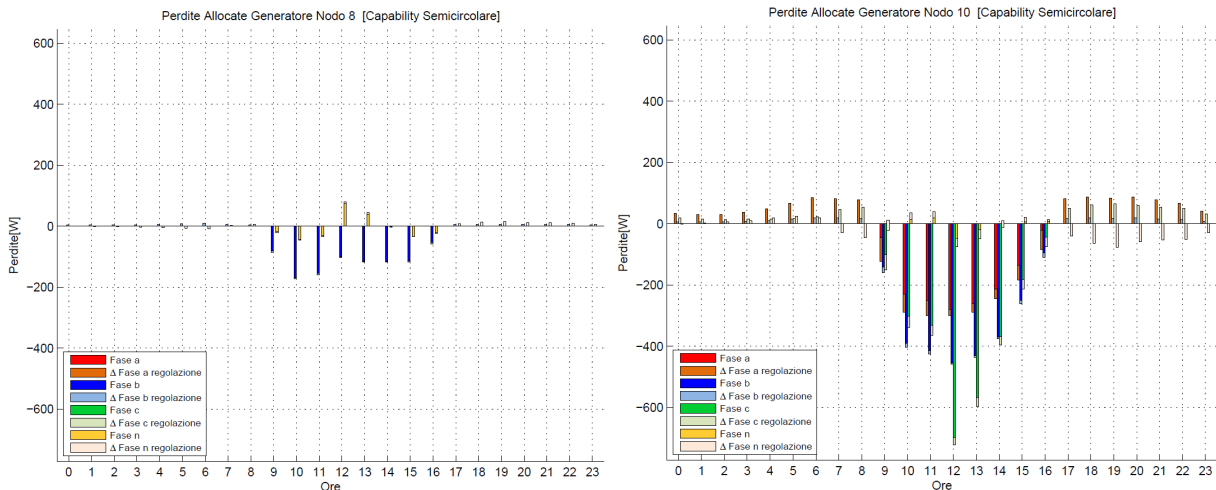 Perdite Allocate Generatore Nodo 8 [Capability Semicircolare]
600
400
200
0
−200
−400
−600
Perdite[W]
Fase a
Δ Fase a regolazione
Fase b
Δ Fase b regolazione
Fase c
Δ Fase c regolazione
Fase n
Δ Fase n regolazione
0 1 2 3 4 5 6 7 8 9 10 11 12 13 14 15 16 17 18 19 20 21 22 23
Ore
Perdite Allocate Generatore Nodo 10 [Capability Semicircolare]
600
400
200
0
−200
−400
−600
Perdite[W]
Fase a
Δ Fase a regolazione
Fase b
Δ Fase b regolazione
Fase c
Δ Fase c regolazione
Fase n
Δ Fase n regolazione
0 1 2 3 4 5 6 7 8 9 10 11 12 13 14 15 16 17 18 19 20 21 22 23
Ore